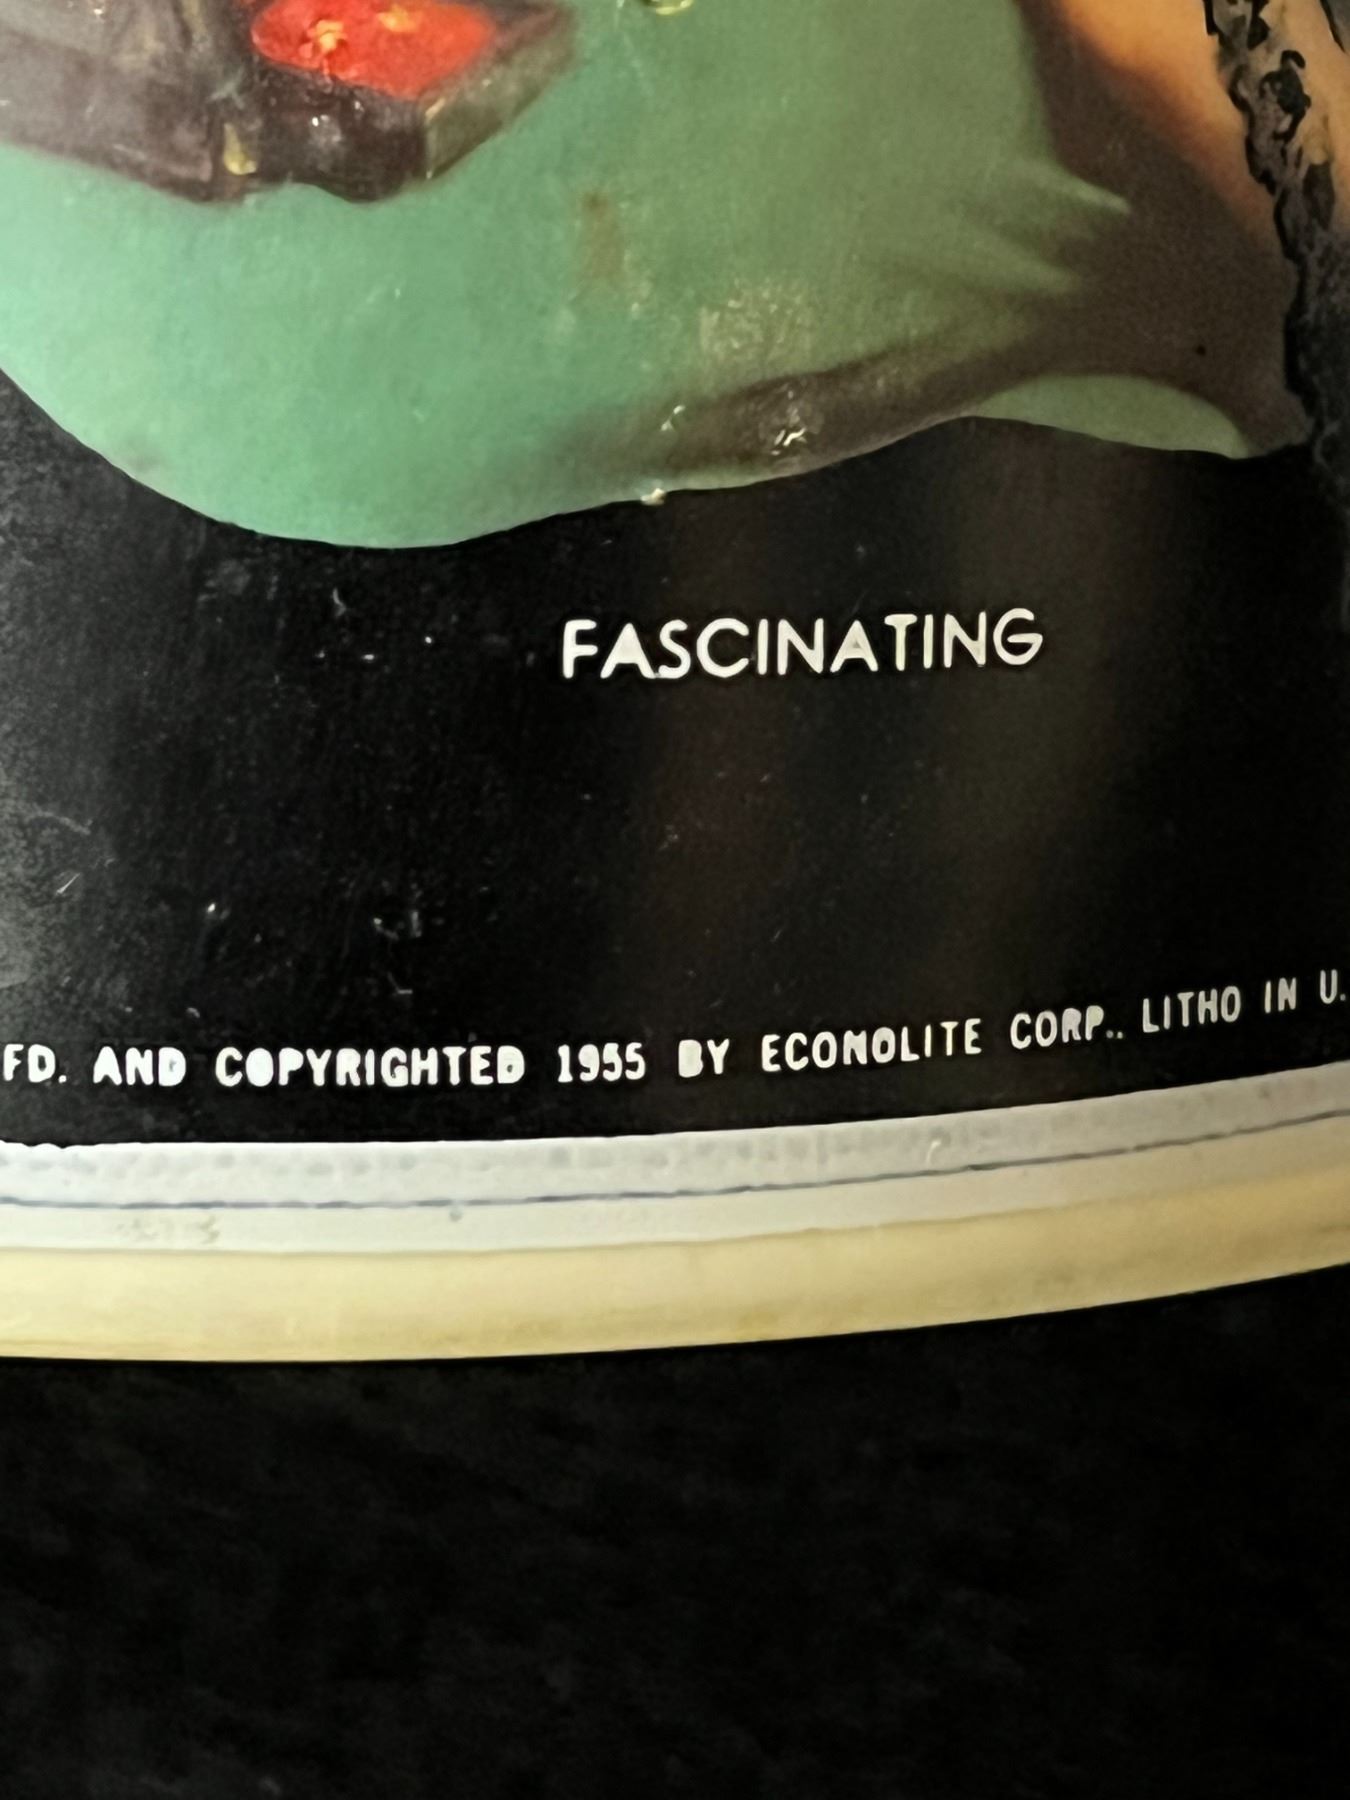 FASCINATING
FD. AND COPYRIGHTED 1955 BY ECONOLITE CORP.. LITHO IN U.